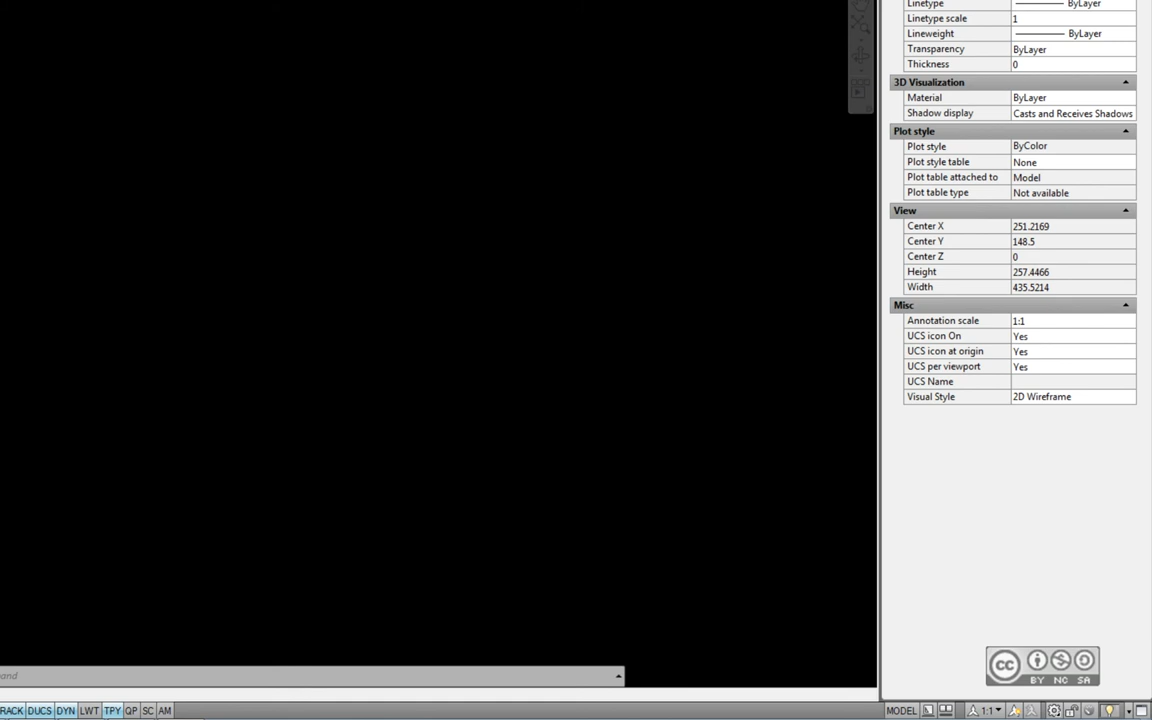 Linetype ByLayer
Linetype scale 1
Lineweight ByLayer
Transparency ByLayer
Thickness 0
3D Visualization
Material ByLayer
Shadow display Casts and Receives Shadows
Plot style
Plot style ByColor
Plot style table None
Plot table attached to Model
Plot table type Not available
View
Center X 251.2169
Center Y 148.5
Center Z 0
Height 257.4466
Width 435.5214
Misc
Annotation scale 1:1
UCS icon On Yes
UCS icon at origin Yes
UCS per viewport Yes
UCS Name
Visual Style 2D Wireframe
cc BY NC SA
and
RACK DUCS DYN LWT TPY QP SC AM
MODEL 1:1